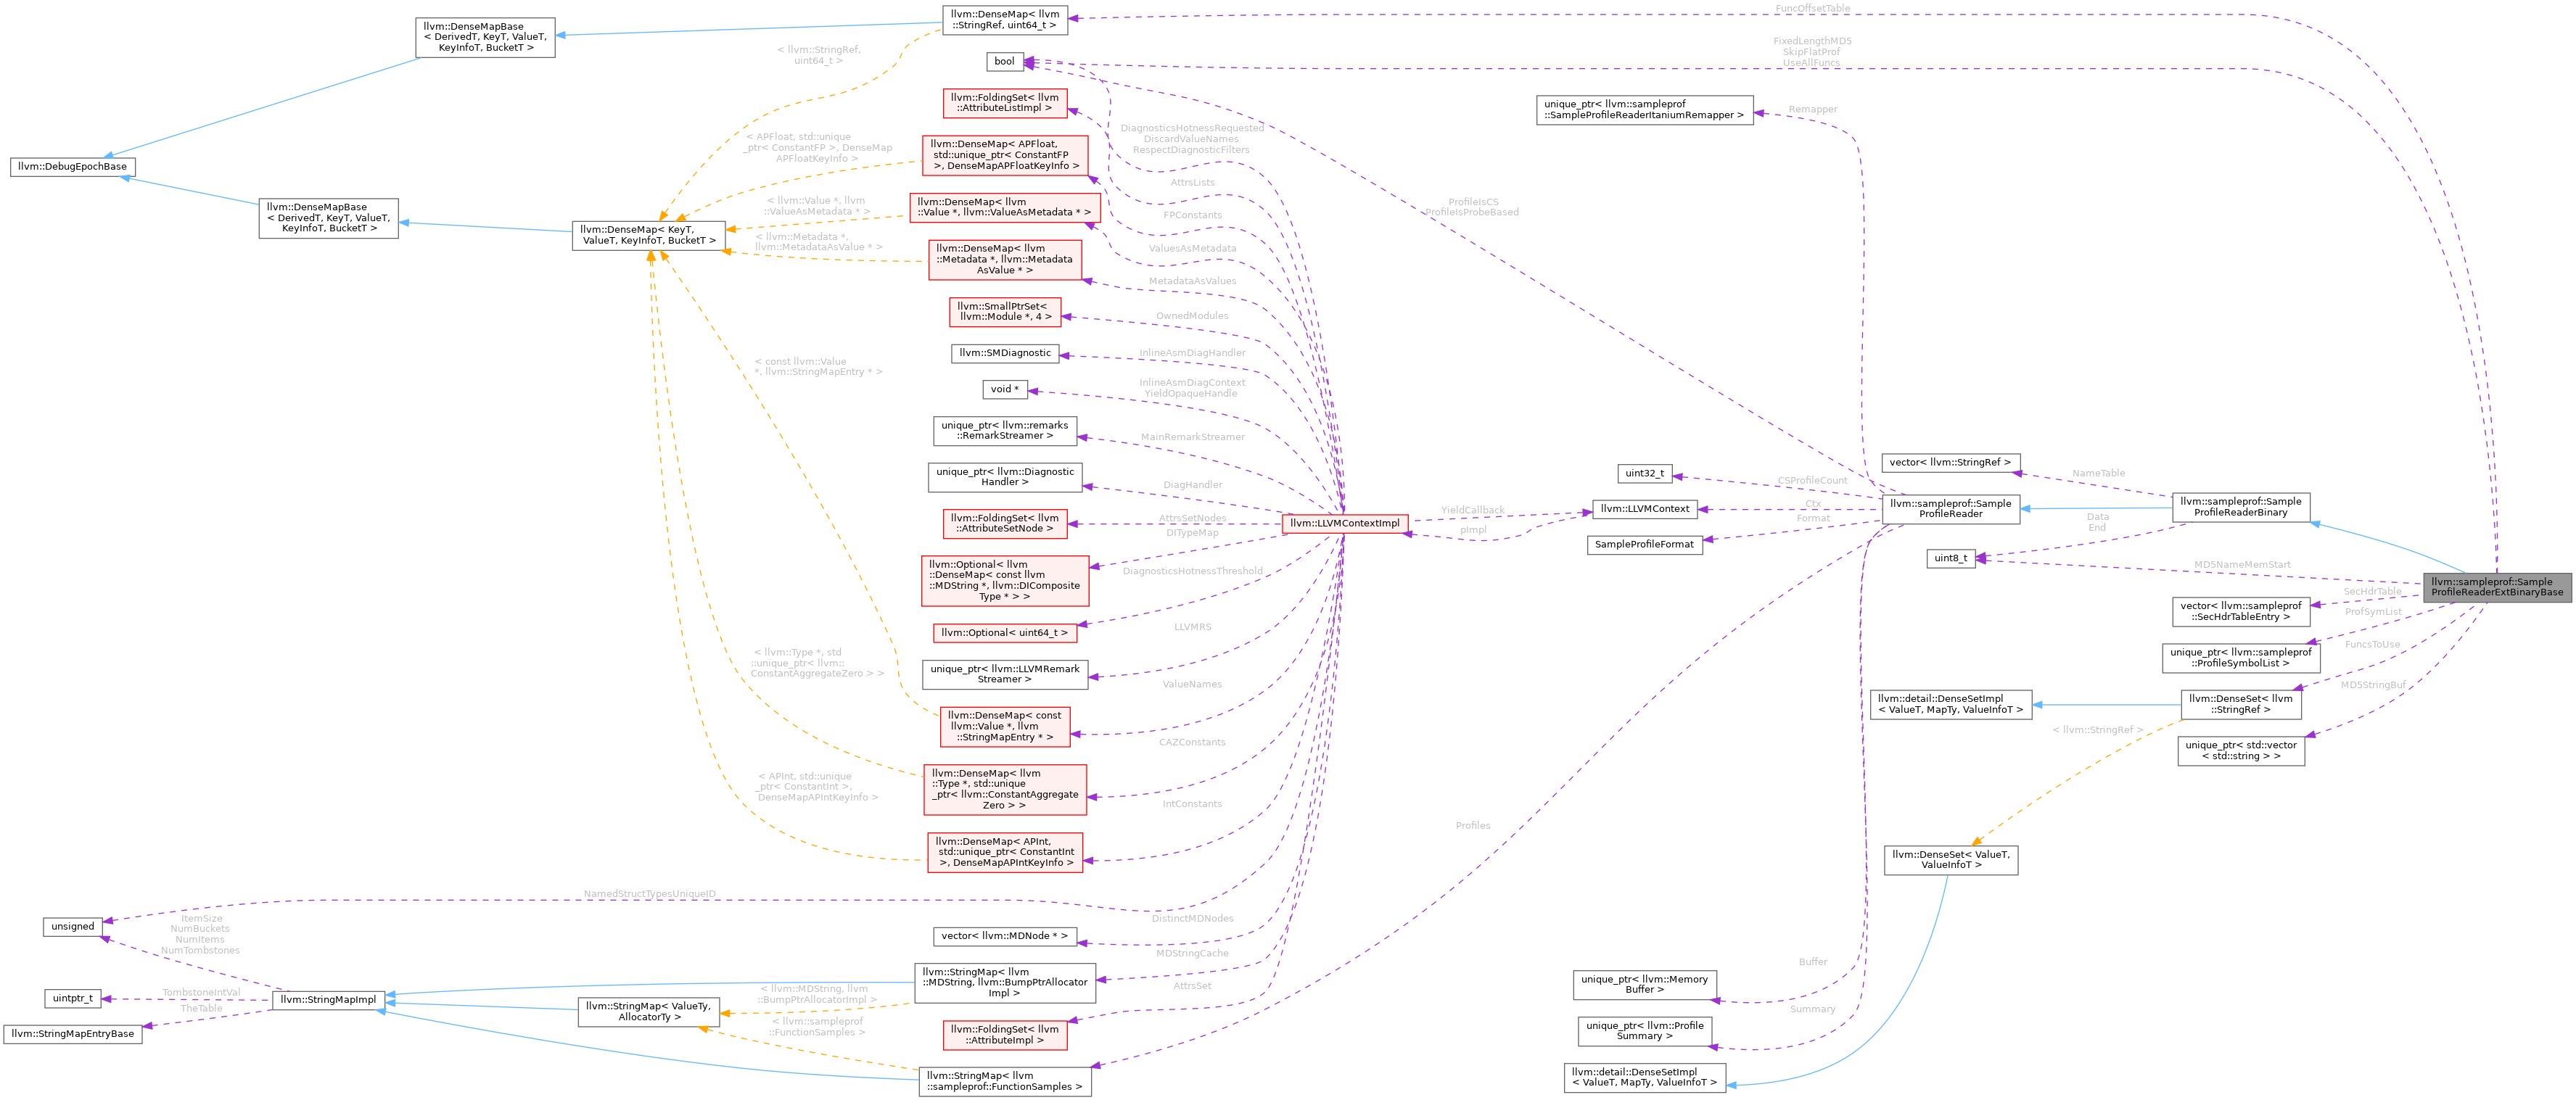 llvm::DenseMapBase
< DerivedT, KeyT, ValueT,
KeyInfoT, BucketT >
llvm::DebugEpochBase
llvm::DenseMapBase
< DerivedT, KeyT, ValueT,
KeyInfoT, BucketT >
llvm::DenseMap< KeyT,
ValueT, KeyInfoT, BucketT >
llvm::DenseMap< llvm
::StringRef, uint64_t >
bool
llvm::FoldingSet< llvm
::AttributeListImpl >
llvm::DenseMap< APFloat,
std::unique_ptr< ConstantFP
>, DenseMapAPFloatKeyInfo >
llvm::DenseMap< llvm
::Value *, llvm::ValueAsMetadata * >
llvm::DenseMap< llvm
::Metadata *, llvm::Metadata
AsValue * >
llvm::SmallPtrSet<
llvm::Module *, 4 >
llvm::SMDiagnostic
void *
unique_ptr< llvm::remarks
::RemarkStreamer >
unique_ptr< llvm::Diagnostic
Handler >
llvm::FoldingSet< llvm
::AttributeSetNode >
llvm::Optional< llvm
::DenseMap< const llvm
::MDString *, llvm::DIComposite
Type * > >
llvm::Optional< uint64_t >
unique_ptr< llvm::LLVMRemark
Streamer >
llvm::DenseMap< const
llvm::Value *, llvm
::StringMapEntry * >
llvm::DenseMap< llvm
::Type *, std::unique
_ptr< llvm::ConstantAggregate
Zero > >
llvm::DenseMap< APInt,
std::unique_ptr< ConstantInt
>, DenseMapAPIntKeyInfo >
vector< llvm::MDNode * >
llvm::StringMap< llvm
::MDString, llvm::BumpPtrAllocator
Impl >
llvm::FoldingSet< llvm
::AttributeImpl >
llvm::StringMap< llvm
::sampleprof::FunctionSamples >
unsigned
uintptr_t
llvm::StringMapEntryBase
llvm::StringMapImpl
llvm::StringMap< ValueTy,
AllocatorTy >
< llvm::StringRef,
uint64_t >
< APFloat, std::unique
_ptr< ConstantFP >, DenseMap
APFloatKeyInfo >
< llvm::Value *, llvm
::ValueAsMetadata * >
< llvm::Metadata *,
llvm::MetadataAsValue * >
< const llvm::Value
*, llvm::StringMapEntry * >
< llvm::Type *, std
::unique_ptr< llvm::
ConstantAggregateZero > >
< APInt, std::unique
_ptr< ConstantInt >,
DenseMapAPIntKeyInfo >
NamedStructTypesUniqueID
ItemSize
NumBuckets
NumItems
NumTombstones
TombstoneIntVal
TheTable
< llvm::MDString, llvm
::BumpPtrAllocatorImpl >
< llvm::sampleprof
::FunctionSamples >
DiagnosticsHotnessRequested
DiscardValueNames
RespectDiagnosticFilters
AttrsLists
FPConstants
ValuesAsMetadata
MetadataAsValues
OwnedModules
InlineAsmDiagHandler
InlineAsmDiagContext
YieldOpaqueHandle
MainRemarkStreamer
DiagHandler
AttrsSetNodes
DITypeMap
DiagnosticsHotnessThreshold
LLVMRS
ValueNames
CAZConstants
IntConstants
DistinctMDNodes
MDStringCache
AttrsSet
llvm::LLVMContextImpl
YieldCallback
pImpl
ProfileIsCS
ProfileIsProbeBased
Profiles
unique_ptr< llvm::sampleprof
::SampleProfileReaderItaniumRemapper >
uint32_t
llvm::LLVMContext
SampleProfileFormat
unique_ptr< llvm::Memory
Buffer >
unique_ptr< llvm::Profile
Summary >
llvm::detail::DenseSetImpl
< ValueT, MapTy, ValueInfoT >
FuncOffsetTable
FixedLengthMD5
SkipFlatProf
UseAllFuncs
Remapper
CSProfileCount
Ctx
Format
Buffer
Summary
vector< llvm::StringRef >
llvm::sampleprof::Sample
ProfileReader
uint8_t
llvm::detail::DenseSetImpl
< ValueT, MapTy, ValueInfoT >
llvm::DenseSet< ValueT,
ValueInfoT >
NameTable
Data
End
MD5NameMemStart
< llvm::StringRef >
llvm::sampleprof::Sample
ProfileReaderBinary
vector< llvm::sampleprof
::SecHdrTableEntry >
unique_ptr< llvm::sampleprof
::ProfileSymbolList >
llvm::DenseSet< llvm
::StringRef >
unique_ptr< std::vector
< std::string > >
SecHdrTable
ProfSymList
FuncsToUse
MD5StringBuf
llvm::sampleprof::Sample
ProfileReaderExtBinaryBase